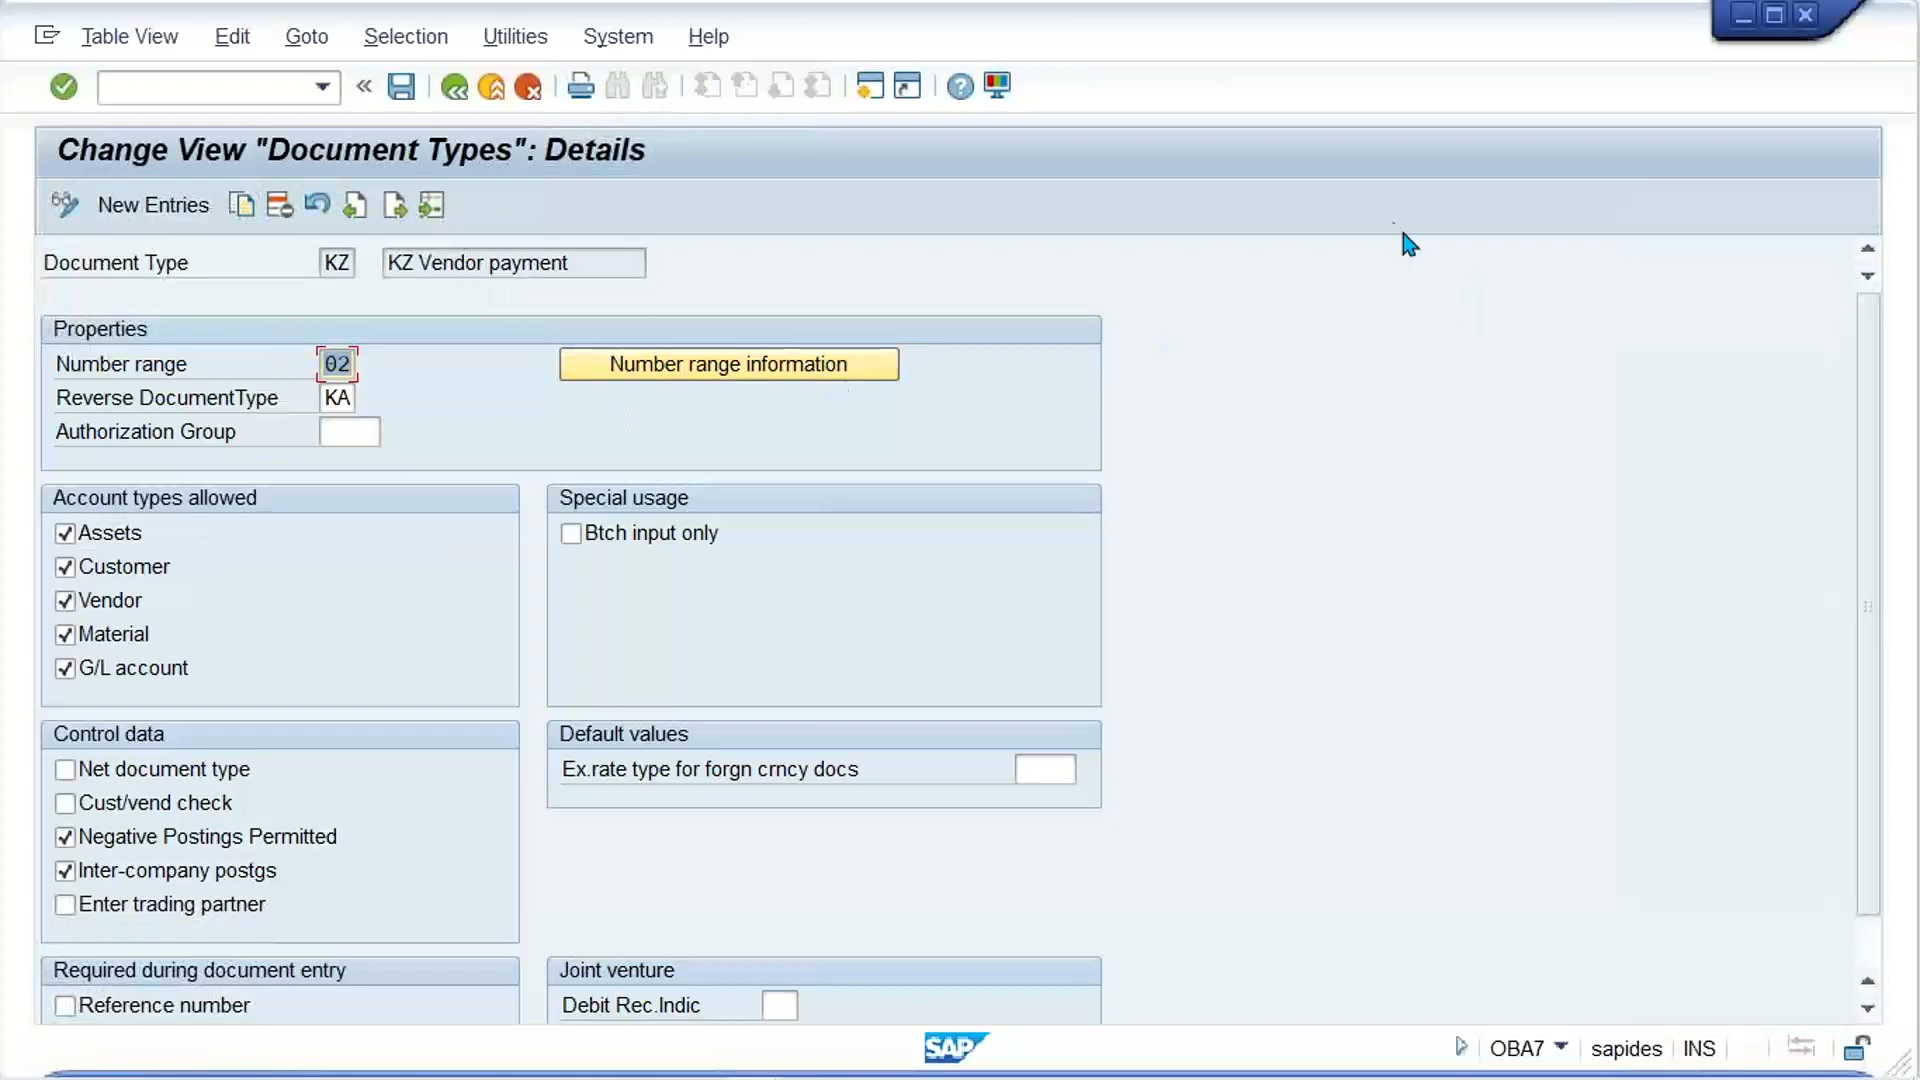 Table View Edit Goto Selection Utilities System Help
Change View "Document Types": Details
New Entries
Document Type KZ KZ Vendor payment
Properties
Number range 02 Number range information
Reverse DocumentType KA
Authorization Group
Account types allowed Special usage
Assets Btch input only
Customer
Vendor
Material
G/L account
Control data Default values
Net document type Ex.rate type for forgn crncy docs
Cust/vend check
Negative Postings Permitted
Inter-company postgs
Enter trading partner
Required during document entry Joint venture
Reference number Debit Rec.Indic
SAP OBA7 sapides INS